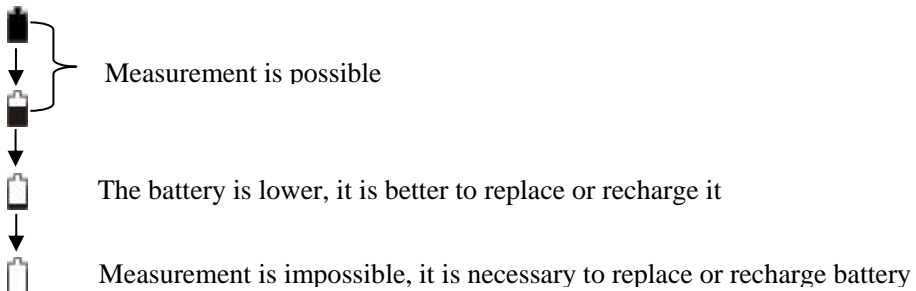 Measurement is possible
The battery is lower, it is better to replace or recharge it
Measurement is impossible, it is necessary to replace or recharge battery